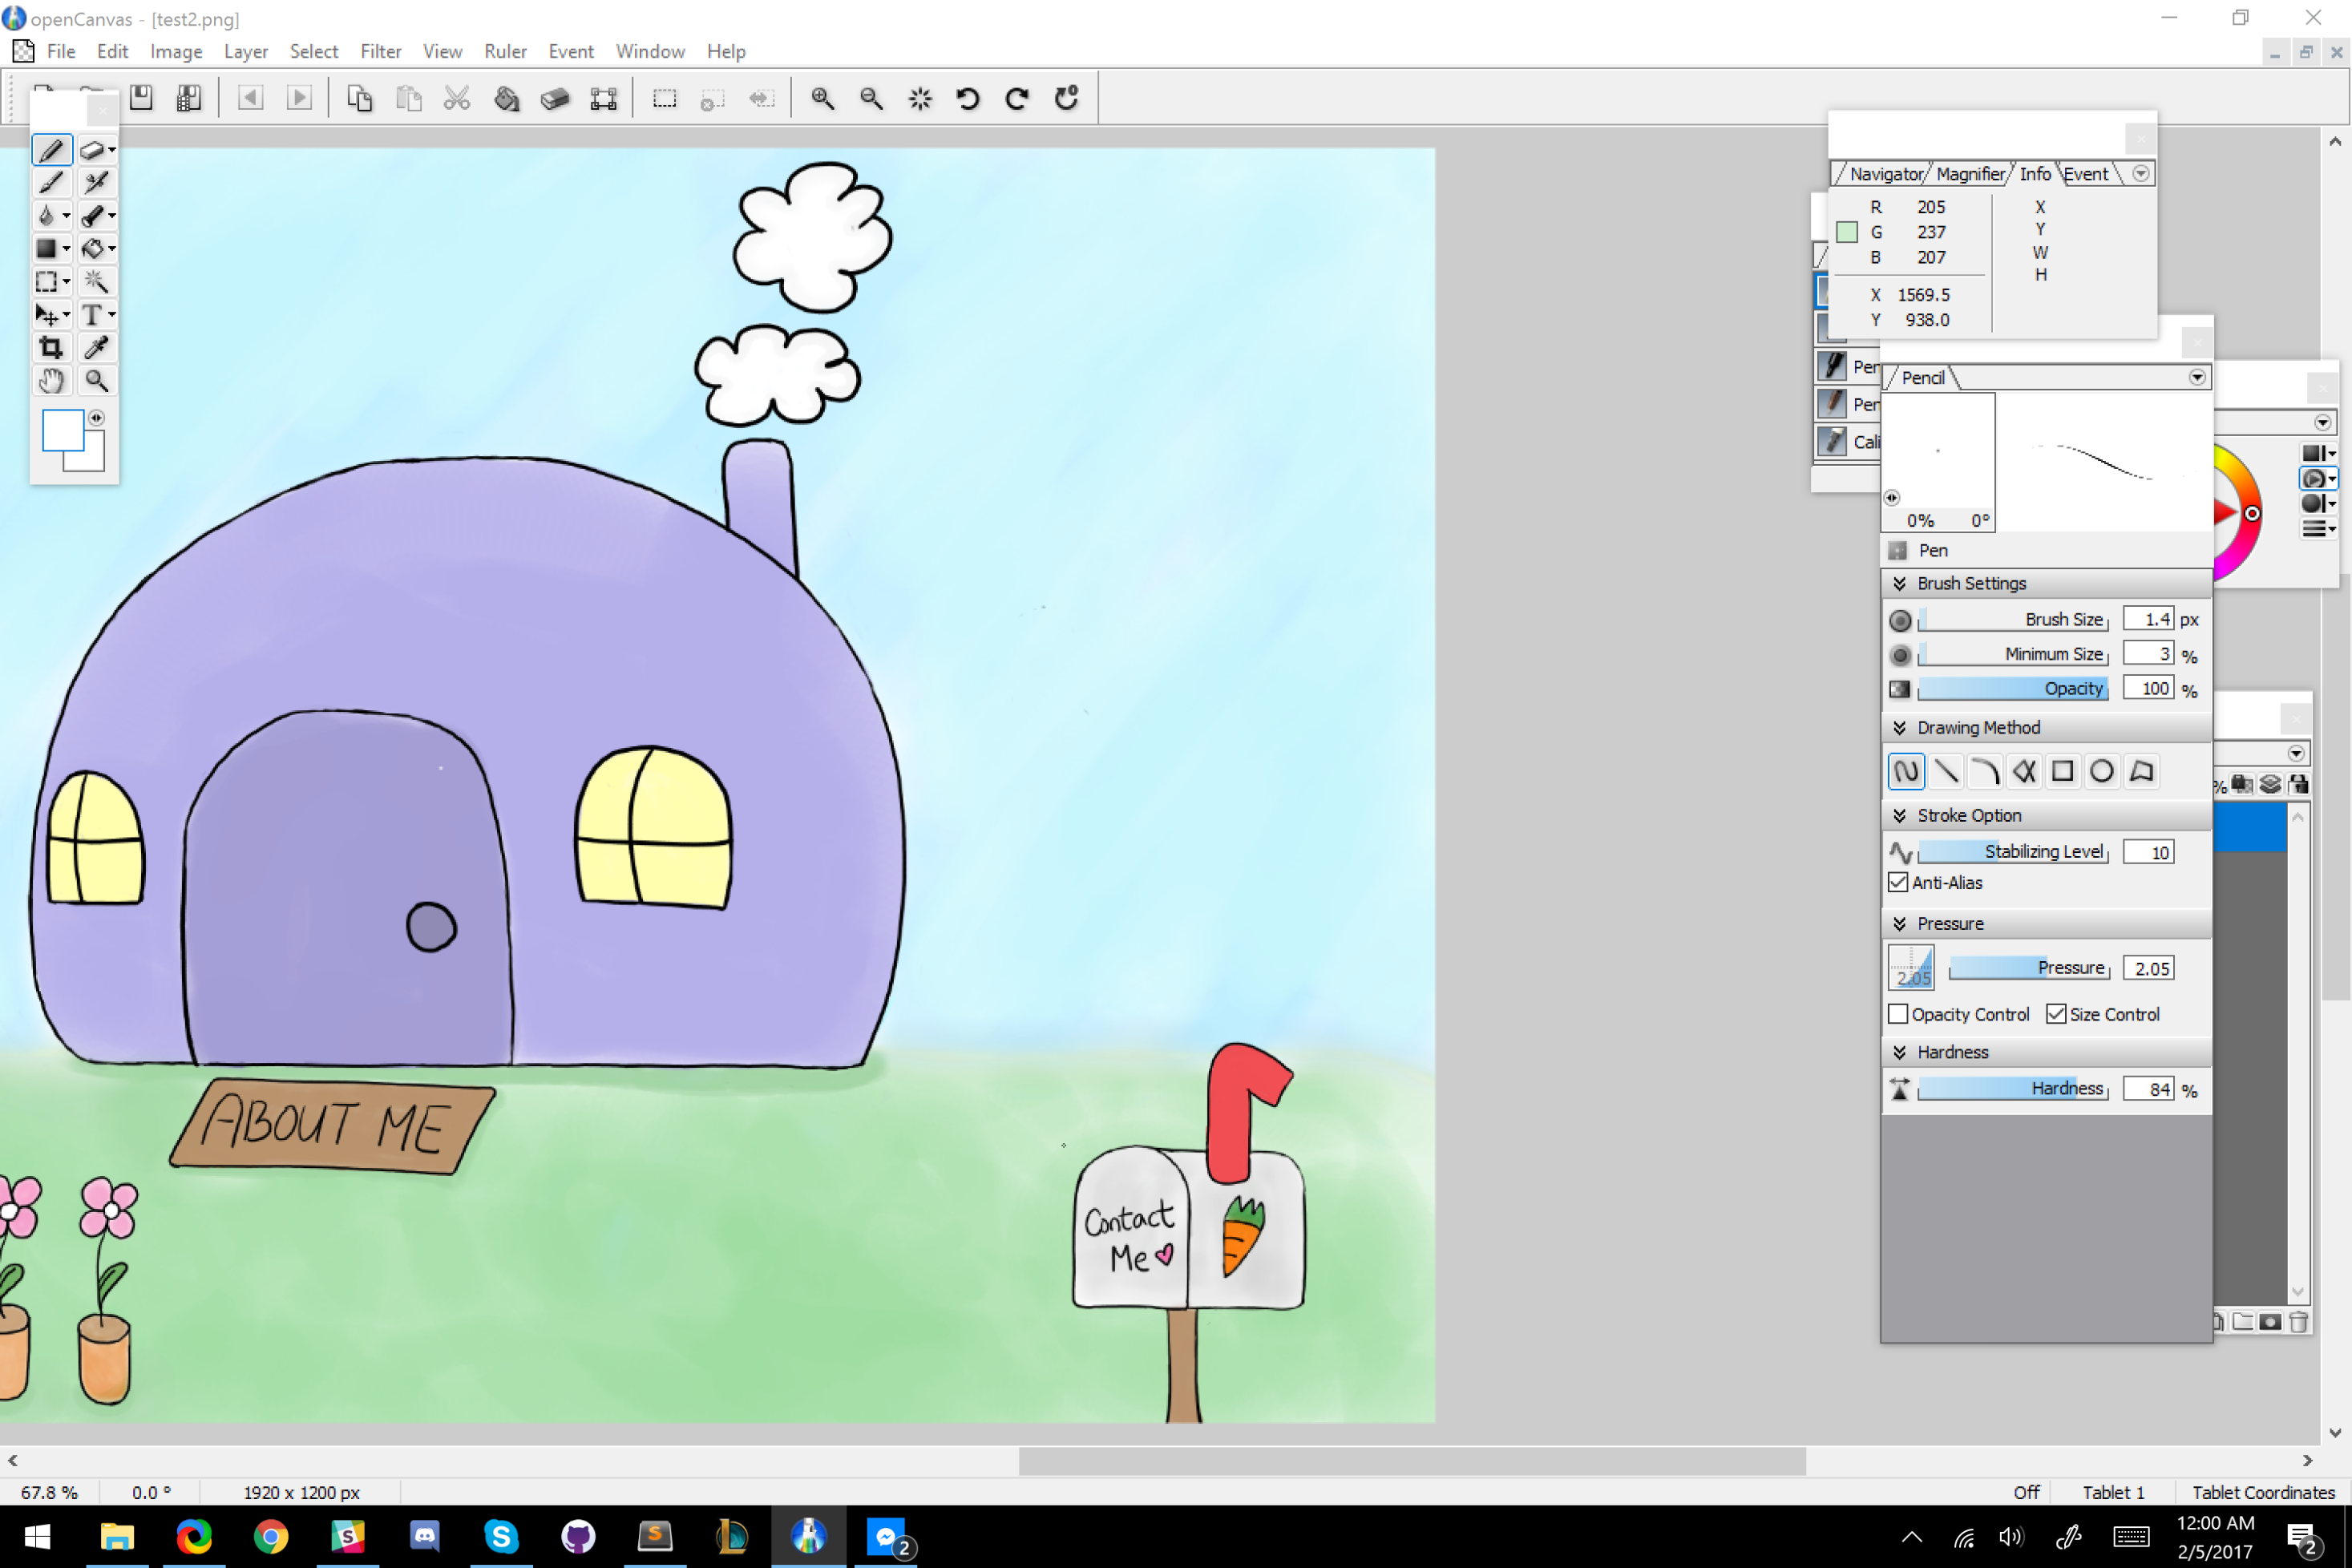 openCanvas - [test2.png]
File Edit Image Layer Select Filter View Ruler Event Window Help
Navigator Magnifier Info Event
R 205 X
G 237 Y
B 207 W
H
X 1569.5
Y 938.0
Pencil
0% 0°
Pen
Brush Settings
Brush Size 1.4 px
Minimum Size 3 %
Opacity 100 %
Drawing Method
Stroke Option
Stabilizing Level 10
Anti-Alias
Pressure
2.05 Pressure 2.05
Opacity Control Size Control
Hardness
Hardness 84 %
%
ABOUT ME
Contact
Me
67.8 % 0.0 ° 1920 x 1200 px Off Tablet 1 Tablet Coordinates
12:00 AM
2/5/2017
2
2